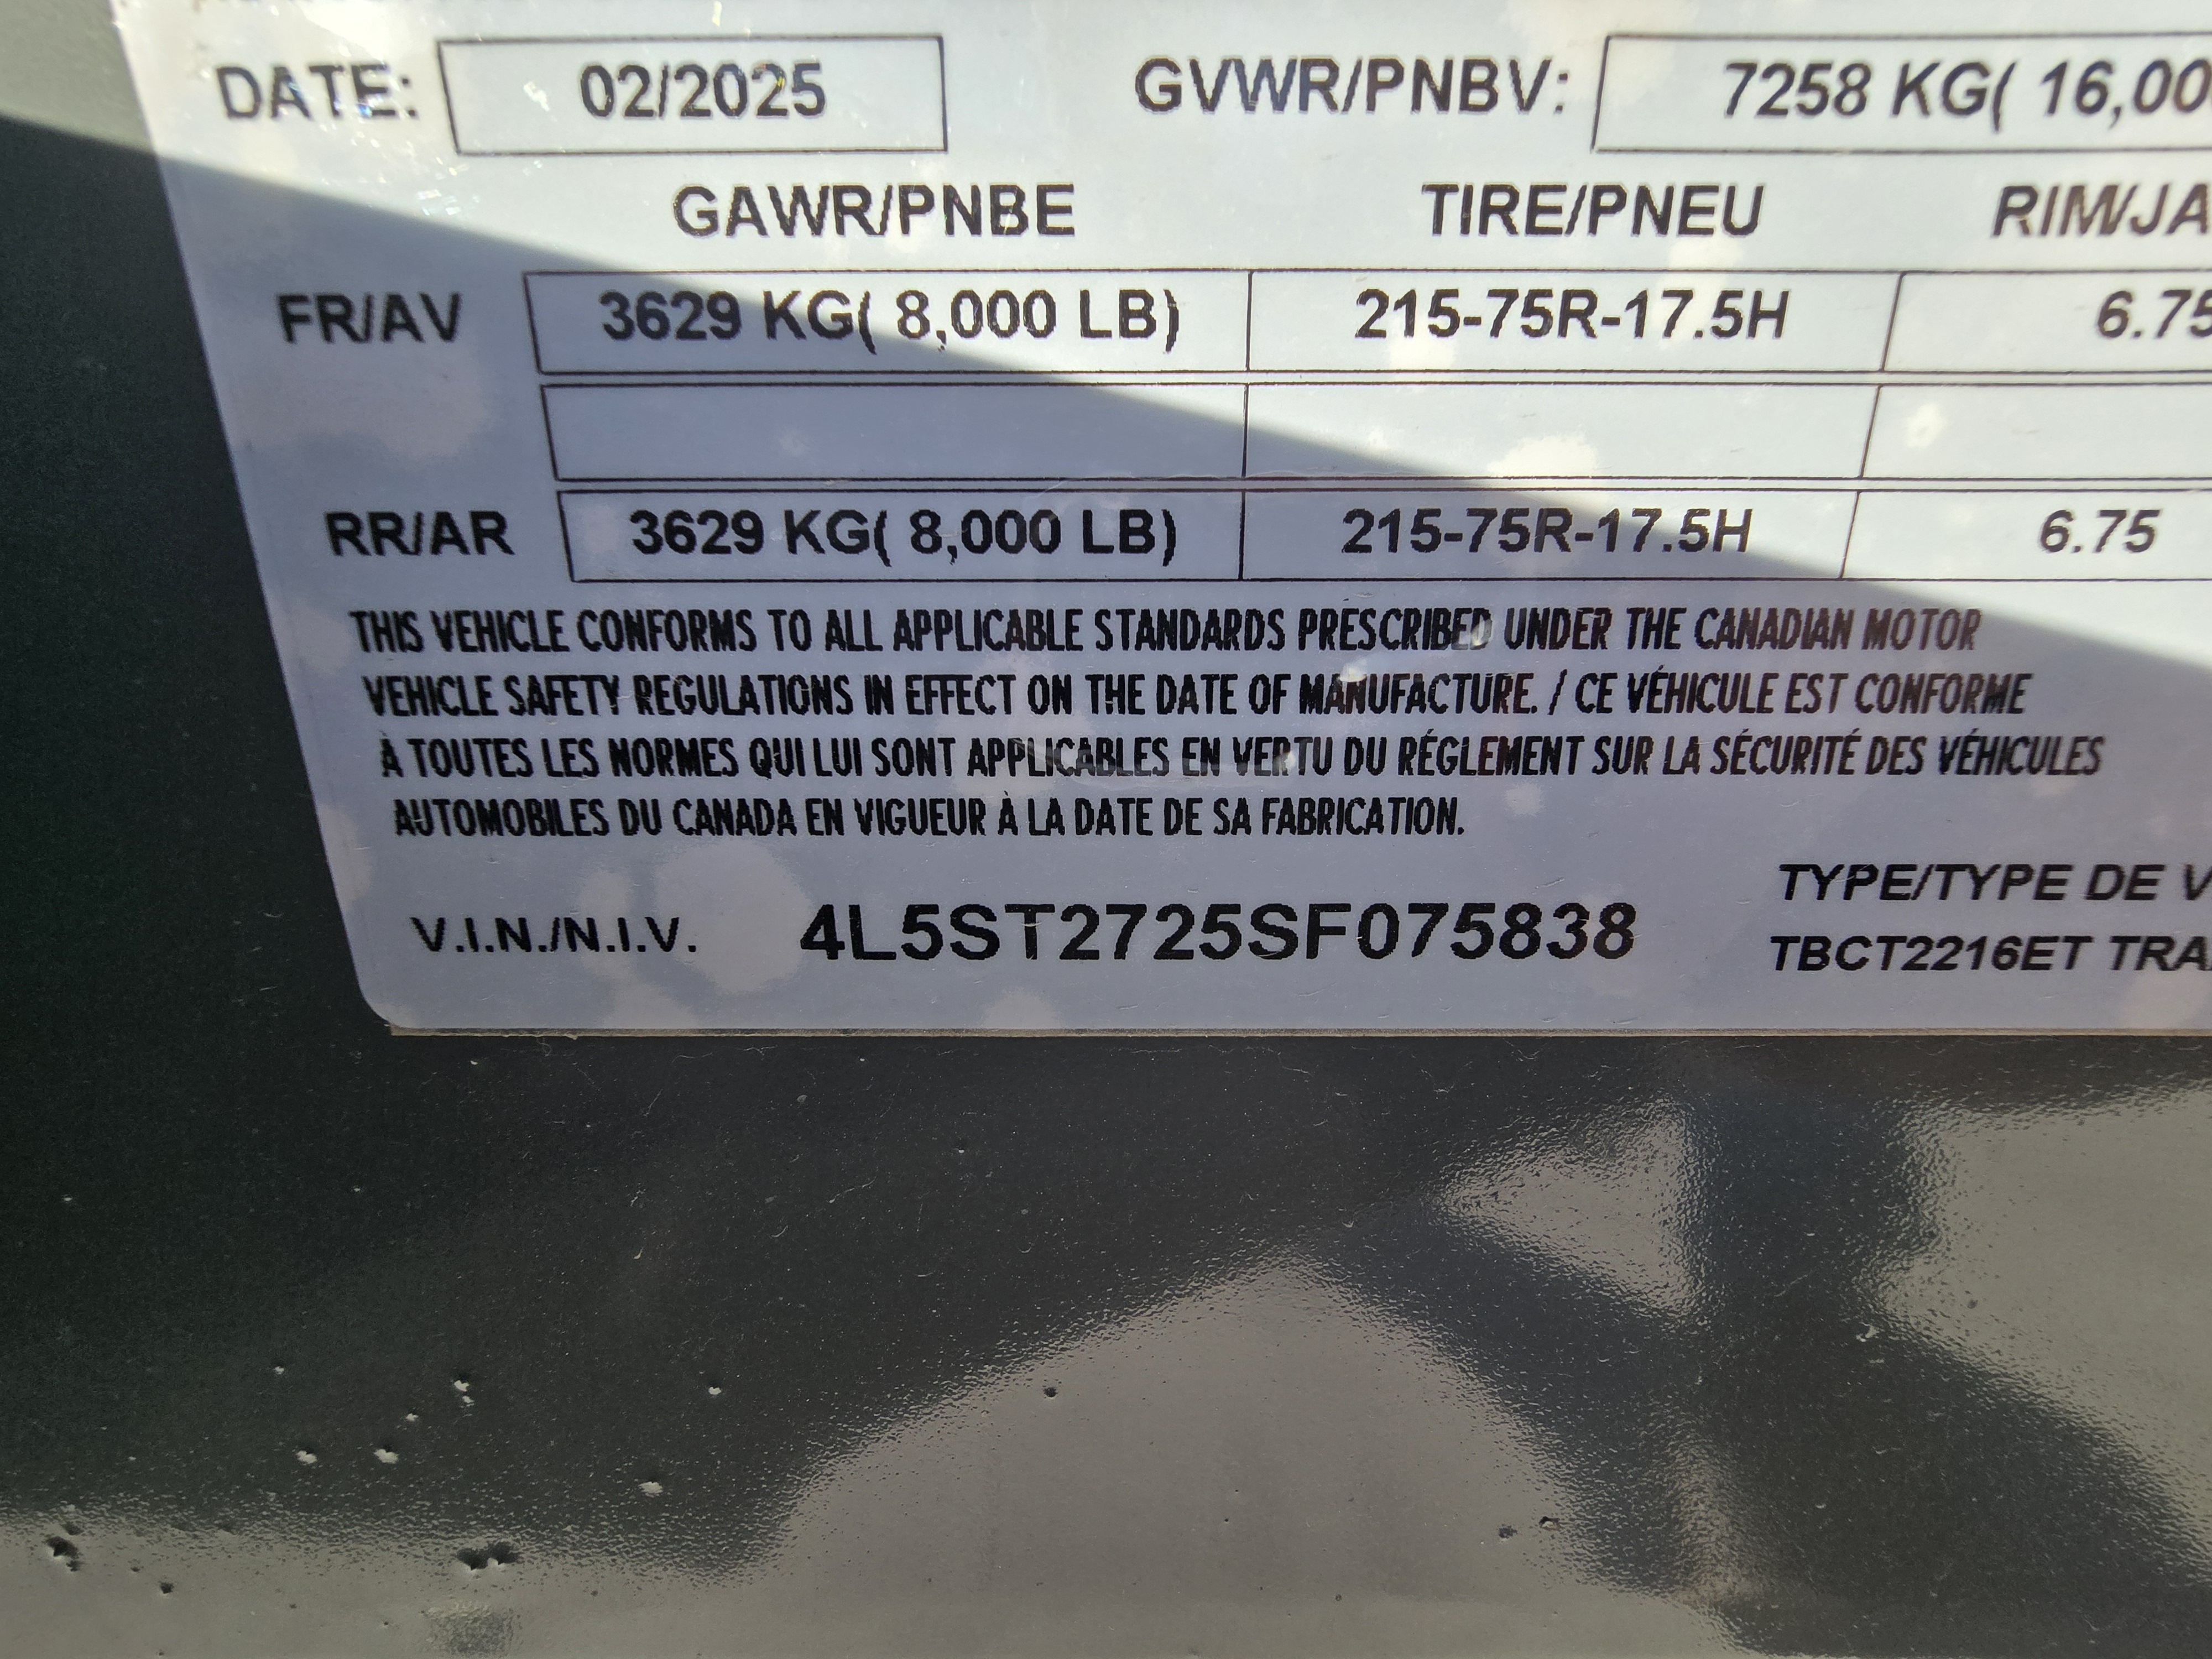 DATE: 02/2025 GVWR/PNBV: 7258 KG( 16,00
GAWR/PNBE TIRE/PNEU RIM/JA
FR/AV 3629 KG( 8,000 LB) 215-75R-17.5H 6.75
RR/AR 3629 KG( 8,000 LB) 215-75R-17.5H 6.75
THIS VEHICLE CONFORMS TO ALL APPLICABLE STANDARDS PRESCRIBED UNDER THE CANADIAN MOTOR
VEHICLE SAFETY REGULATIONS IN EFFECT ON THE DATE OF MANUFACTURE. / CE VÉHICULE EST CONFORME
À TOUTES LES NORMES QUI LUI SONT APPLICABLES EN VERTU DU RÉGLEMENT SUR LA SÉCURITÉ DES VÉHICULES
AUTOMOBILES DU CANADA EN VIGUEUR À LA DATE DE SA FABRICATION.
TYPE/TYPE DE V
V.I.N./N.I.V. 4L5ST2725SF075838 TBCT2216ET TRA